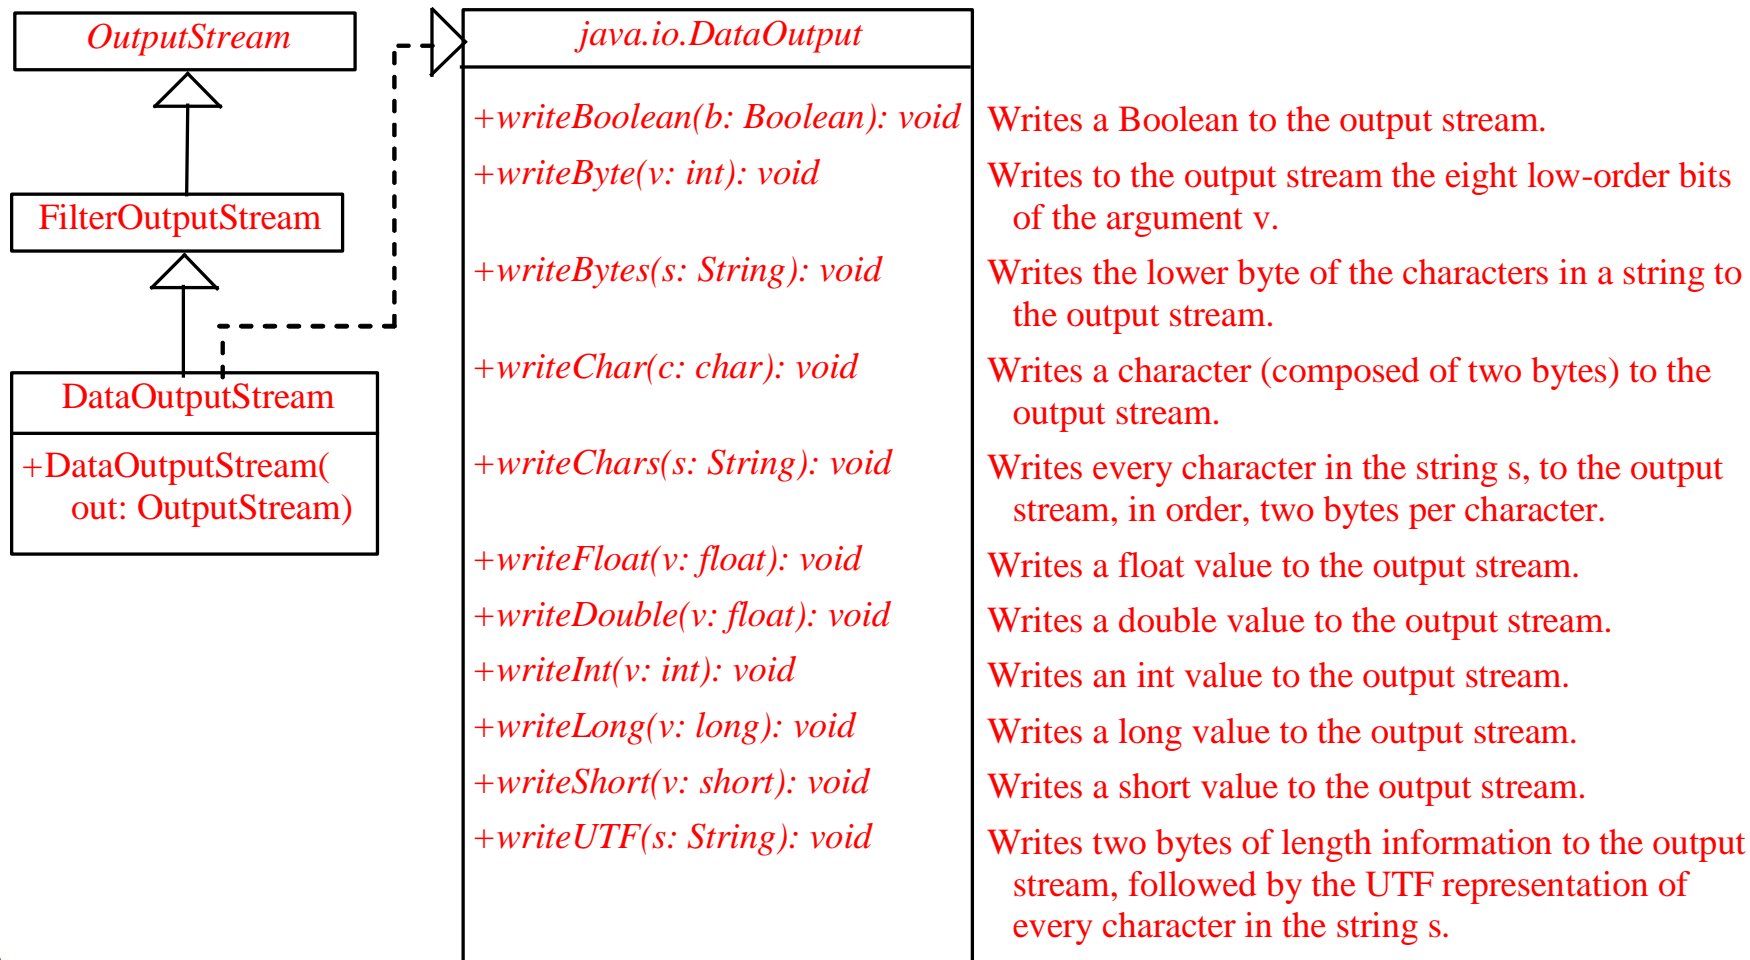 OutputStream
FilterOutputStream
DataOutputStream
+DataOutputStream(
out: OutputStream)
java.io.DataOutput
+writeBoolean(b: Boolean): void
Writes a Boolean to the output stream.
+writeByte(v: int): void
Writes to the output stream the eight low-order bits
of the argument v.
+writeBytes(s: String): void
Writes the lower byte of the characters in a string to
the output stream.
+writeChar(c: char): void
Writes a character (composed of two bytes) to the
output stream.
+writeChars(s: String): void
Writes every character in the string s, to the output
stream, in order, two bytes per character.
+writeFloat(v: float): void
Writes a float value to the output stream.
+writeDouble(v: float): void
Writes a double value to the output stream.
+writeInt(v: int): void
Writes an int value to the output stream.
+writeLong(v: long): void
Writes a long value to the output stream.
+writeShort(v: short): void
Writes a short value to the output stream.
+writeUTF(s: String): void
Writes two bytes of length information to the output
stream, followed by the UTF representation of
every character in the string s.